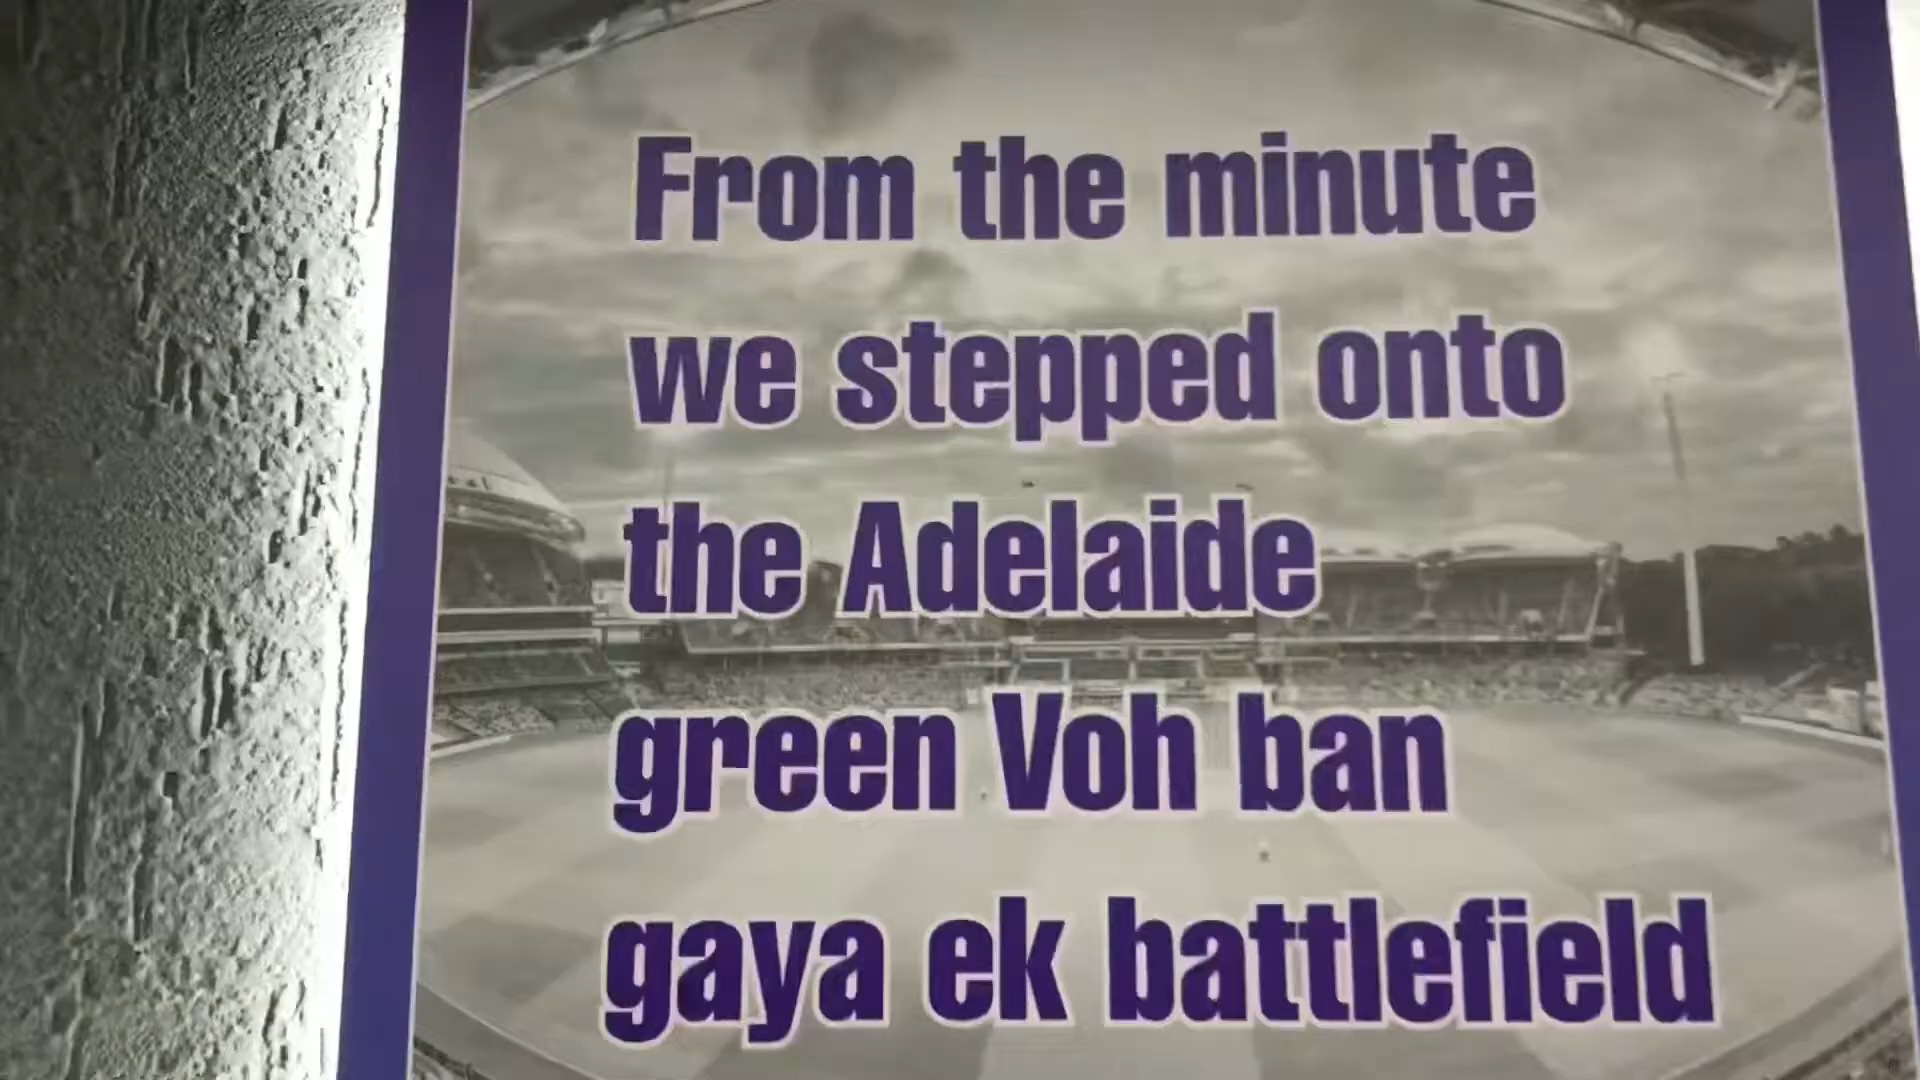 From the minute
we stepped onto
the Adelaide
green Voh ban
gaya ek battlefield